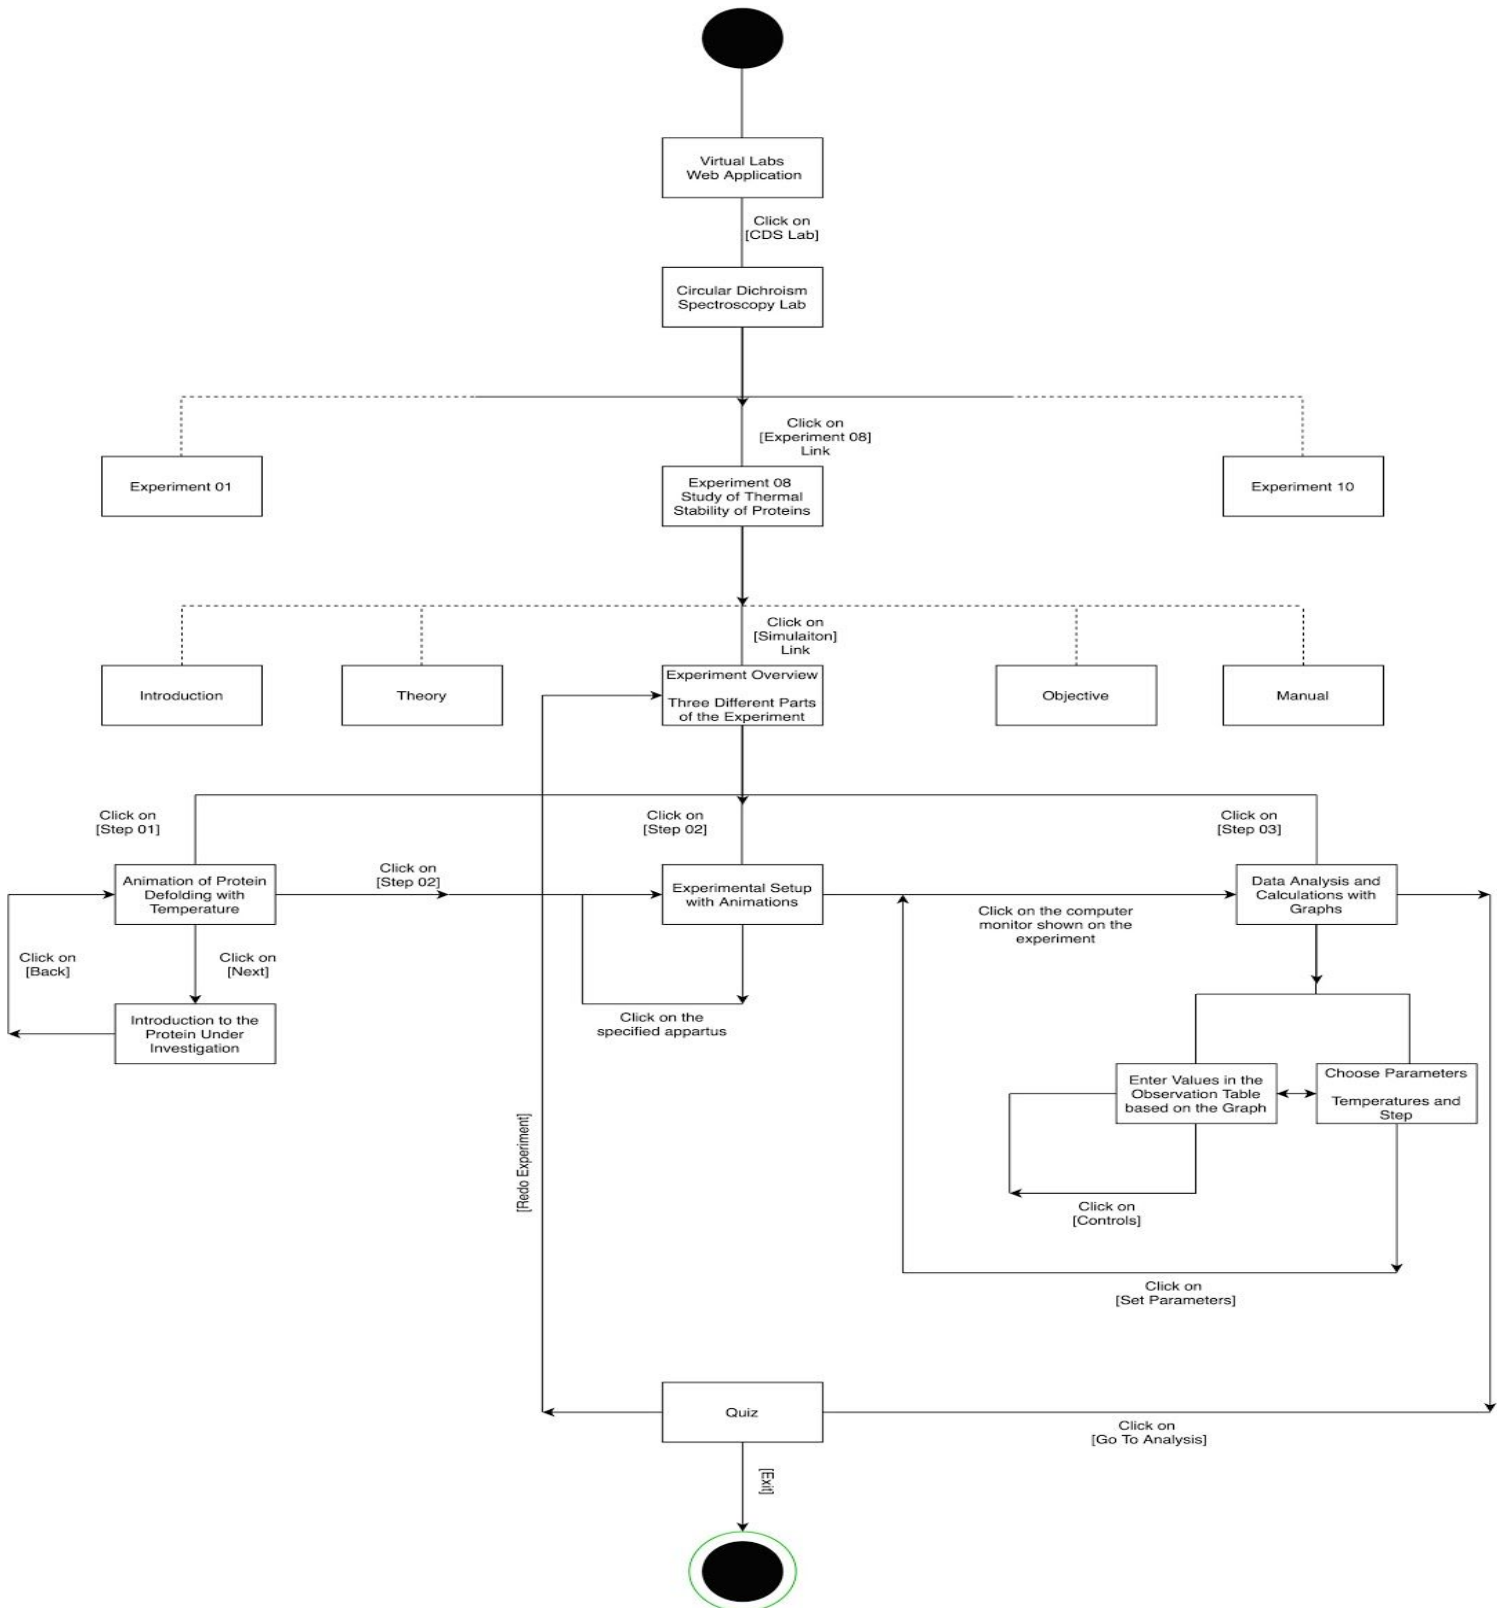 Virtual Labs
Web Application
Click on
[CDS Lab]
Circular Dichroism
Spectroscopy Lab
Click on
[Experiment 08]
Link
Experiment 01
Experiment 08
Study of Thermal
Stability of Proteins
Experiment 10
Click on
[Simulaiton]
Link
Introduction
Theory
Experiment Overview
Three Different Parts
of the Experiment
Objective
Manual
Click on
[Step 01]
Click on
[Step 02]
Click on
[Step 03]
Animation of Protein
Defolding with
Temperature
Click on
[Step 02]
Experimental Setup
with Animations
Click on the computer
monitor shown on the
experiment
Data Analysis and
Calculations with
Graphs
Click on
[Back]
Click on
[Next]
Introduction to the
Protein Under
Investigation
Click on the
specified appartus
Enter Values in the
Observation Table
based on the Graph
Choose Parameters
Temperatures and
Step
[Redo Experiment]
Click on
[Controls]
Click on
[Set Parameters]
Quiz
Click on
[Go To Analysis]
[Exit]